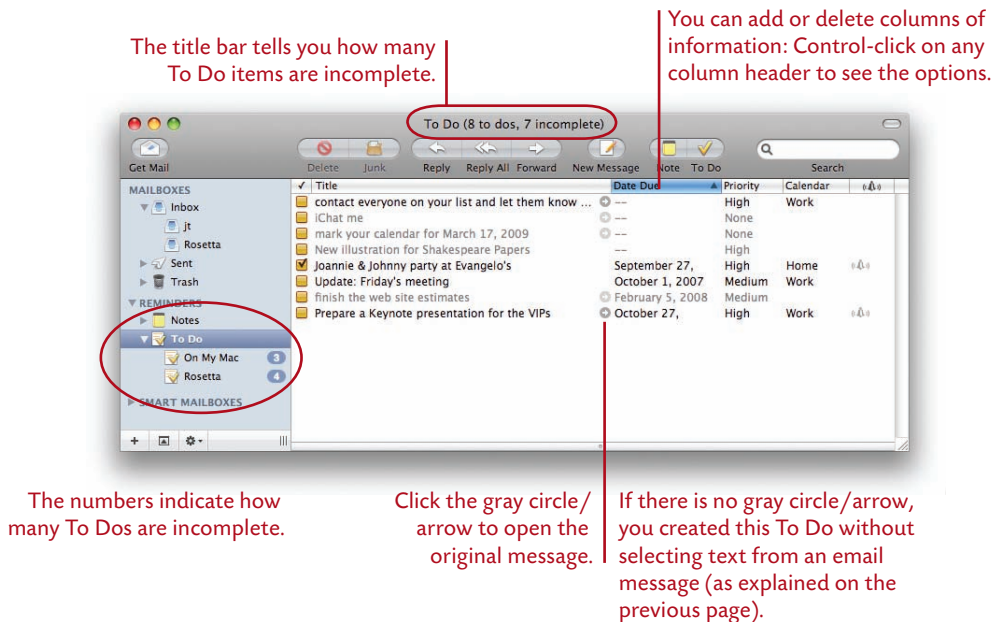 The title bar tells you how many
To Do items are incomplete.
You can add or delete columns of
information: Control-click on any
column header to see the options.
To Do (8 to dos, 7 incomplete)
Get Mail Delete Junk Reply Reply All Forward New Message Note To Do Search
MAILBOXES
Inbox
jt
Rosetta
Sent
Trash
REMINDERS
Notes
To Do
On My Mac 3
Rosetta 4
SMART MAILBOXES
✓ Title Date Due Priority Calendar
contact everyone on your list and let them know ... -- High Work
iChat me -- None
mark your calendar for March 17, 2009 -- None
New illustration for Shakespeare Papers -- High
Joannie & Johnny party at Evangelo's September 27, High Home
Update: Friday's meeting October 1, 2007 Medium Work
finish the web site estimates February 5, 2008 Medium
Prepare a Keynote presentation for the VIPs October 27, High Work
The numbers indicate how
many To Dos are incomplete.
Click the gray circle/
arrow to open the
original message.
If there is no gray circle/arrow,
you created this To Do without
selecting text from an email
message (as explained on the
previous page).